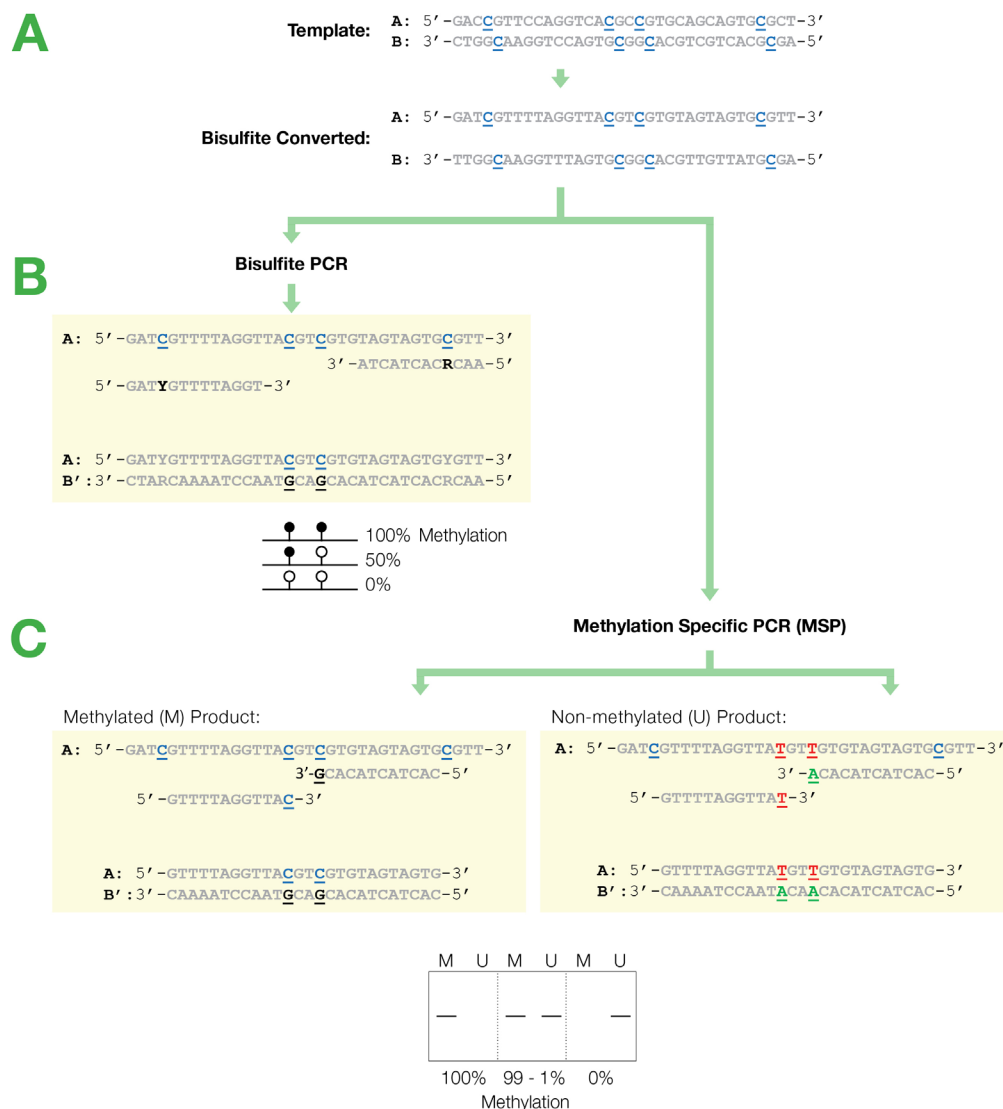 A
Template:
A: 5’-GACCGTTCCAGGTCACGCCGTGCAGCAGTGCGCT-3’
B: 3’-CTGGCAAGGTCCAGTGCGGCACGTCGTCACGCGA-5’
Bisulfite Converted:
A: 5’-GATCGTTTTAGGTTACGTCGTGTAGTAGTGCGTT-3’
B: 3’-TTGGCAAGGTTTAGTGCGGCACGTTGTTATGCGA-5’
B
Bisulfite PCR
A: 5’-GATCGTTTTAGGTTACGTCGTGTAGTAGTGCGTT-3’
3’-ATCATCACRCAA-5’
5’-GATYGTTTTAGGT-3’
A: 5’-GATYGTTTTAGGTTACGTCGTGTAGTAGTGYGTT-3’
B’:3’-CTARCAAAATCCAATGCAGCACATCATCACRCAA-5’
100% Methylation
50%
0%
C
Methylation Specific PCR (MSP)
Methylated (M) Product:
A: 5’-GATCGTTTTAGGTTACGTCGTGTAGTAGTGCGTT-3’
3’-GCACATCATCAC-5’
5’-GTTTTAGGTTAC-3’
A: 5’-GTTTTAGGTTACGTCGTGTAGTAGTG-3’
B’:3’-CAAAATCCAATGCAGCACATCATCAC-5’
Non-methylated (U) Product:
A: 5’-GATCGTTTTAGGTTATGTTGTGTAGTAGTGCGTT-3’
3’-ACACATCATCAC-5’
5’-GTTTTAGGTTAT-3’
A: 5’-GTTTTAGGTTATGTTGTGTAGTAGTG-3’
B’:3’-CAAAATCCAATACAACACATCATCAC-5’
M U M U M U
100% 99 - 1% 0%
Methylation